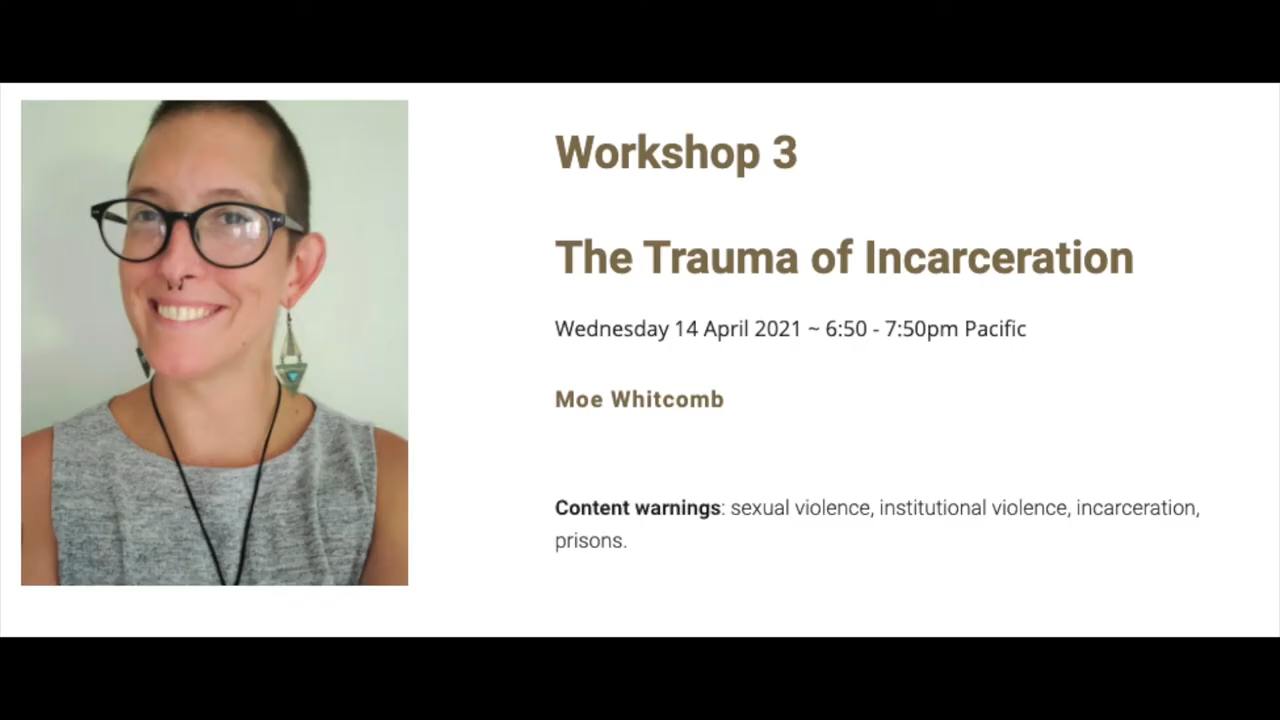 Workshop 3
The Trauma of Incarceration
Wednesday 14 April 2021 ~ 6:50 - 7:50pm Pacific
Moe Whitcomb
Content warnings: sexual violence, institutional violence, incarceration,
prisons.